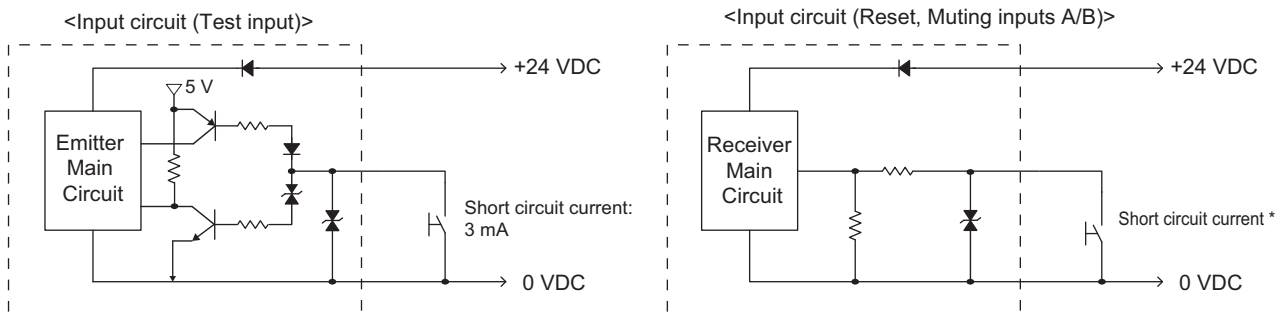 <Input circuit (Test input)>
+24 VDC
5 V
Emitter
Main
Circuit
Short circuit current:
3 mA
0 VDC
<Input circuit (Reset, Muting inputs A/B)>
+24 VDC
Receiver
Main
Circuit
Short circuit current *
0 VDC